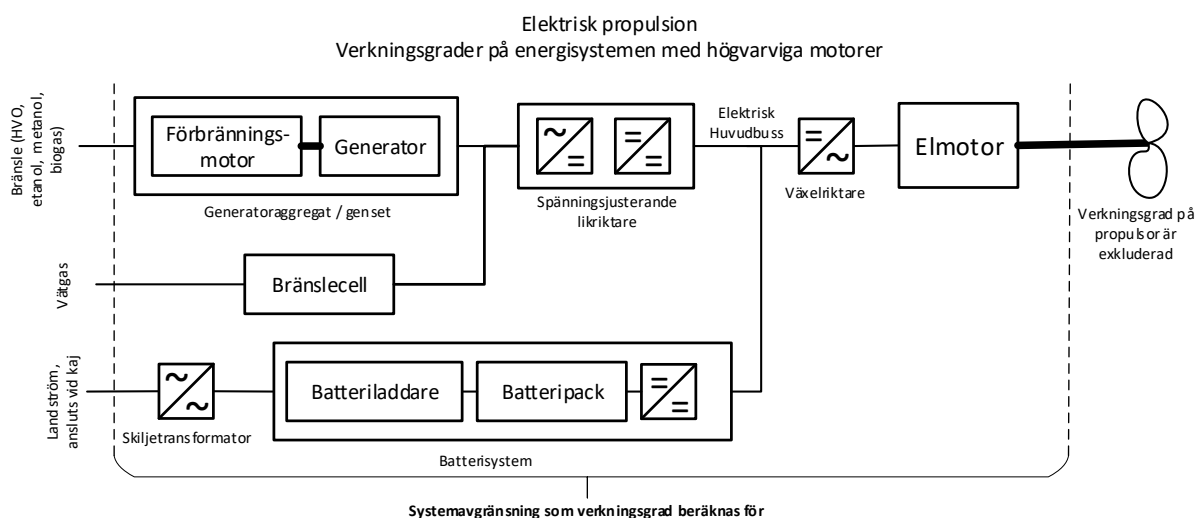 Elektrisk propulsion
Verkningsgrader på energisystemen med högvarviga motorer
Bränsle (HVO,
etanol, metanol,
biogas)
Förbrännings-
motor
Generator
Generatoraggregat / genset
Spänningsjusterande
likriktare
Elektrisk
Huvudbuss
Växelriktare
Elmotor
Verkningsgrad på
propulsor är
exkluderad
Vätgas
Bränslecell
Landström,
ansluts vid kaj
Skiljetransformator
Batteriladdare
Batteripack
Batterisystem
Systemavgränsning som verkningsgrad beräknas för